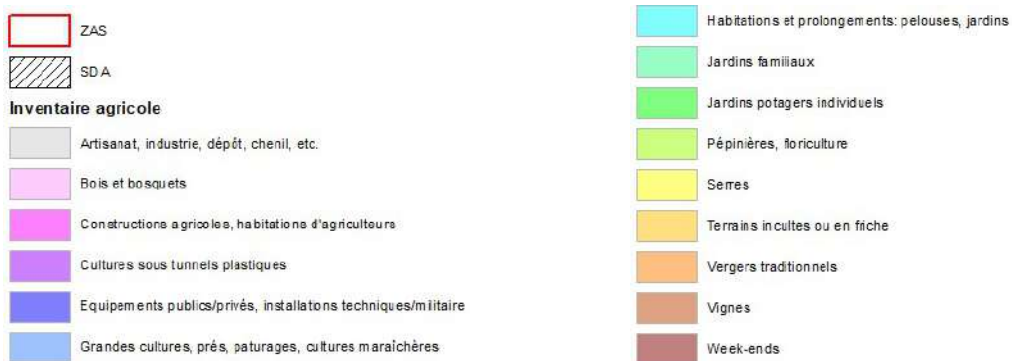 ZAS
SDA
Inventaire agricole
Artisanat, industrie, dépôt, chenil, etc.
Bois et bosquets
Constructions agricoles, habitations d'agriculteurs
Cultures sous tunnels plastiques
Equipements publics/privés, installations techniques/militaire
Grandes cultures, prés, paturages, cultures maraîchères
Habitations et prolongements: pelouses, jardins
Jardins familiaux
Jardins potagers individuels
Pépinières, floriculture
Serres
Terrains incultes ou en friche
Vergers traditionnels
Vignes
Week-ends